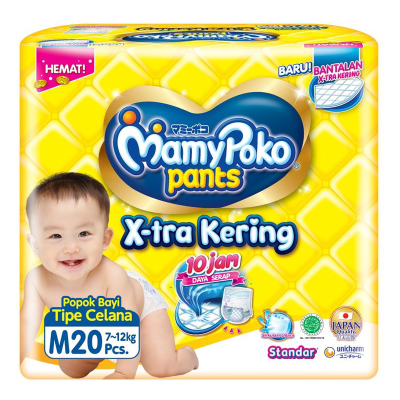 HEMAT!
BARU!
BANTALAN
X-TRA KERING
マミーポコ
MamyPoko
pants
X-tra Kering
10 jam
DAYA SERAP
Popok Bayi
Tipe Celana
M20 7~12kg
Pcs.
Standar
JAPAN
Quality
unicharm
ユニ・チャーム